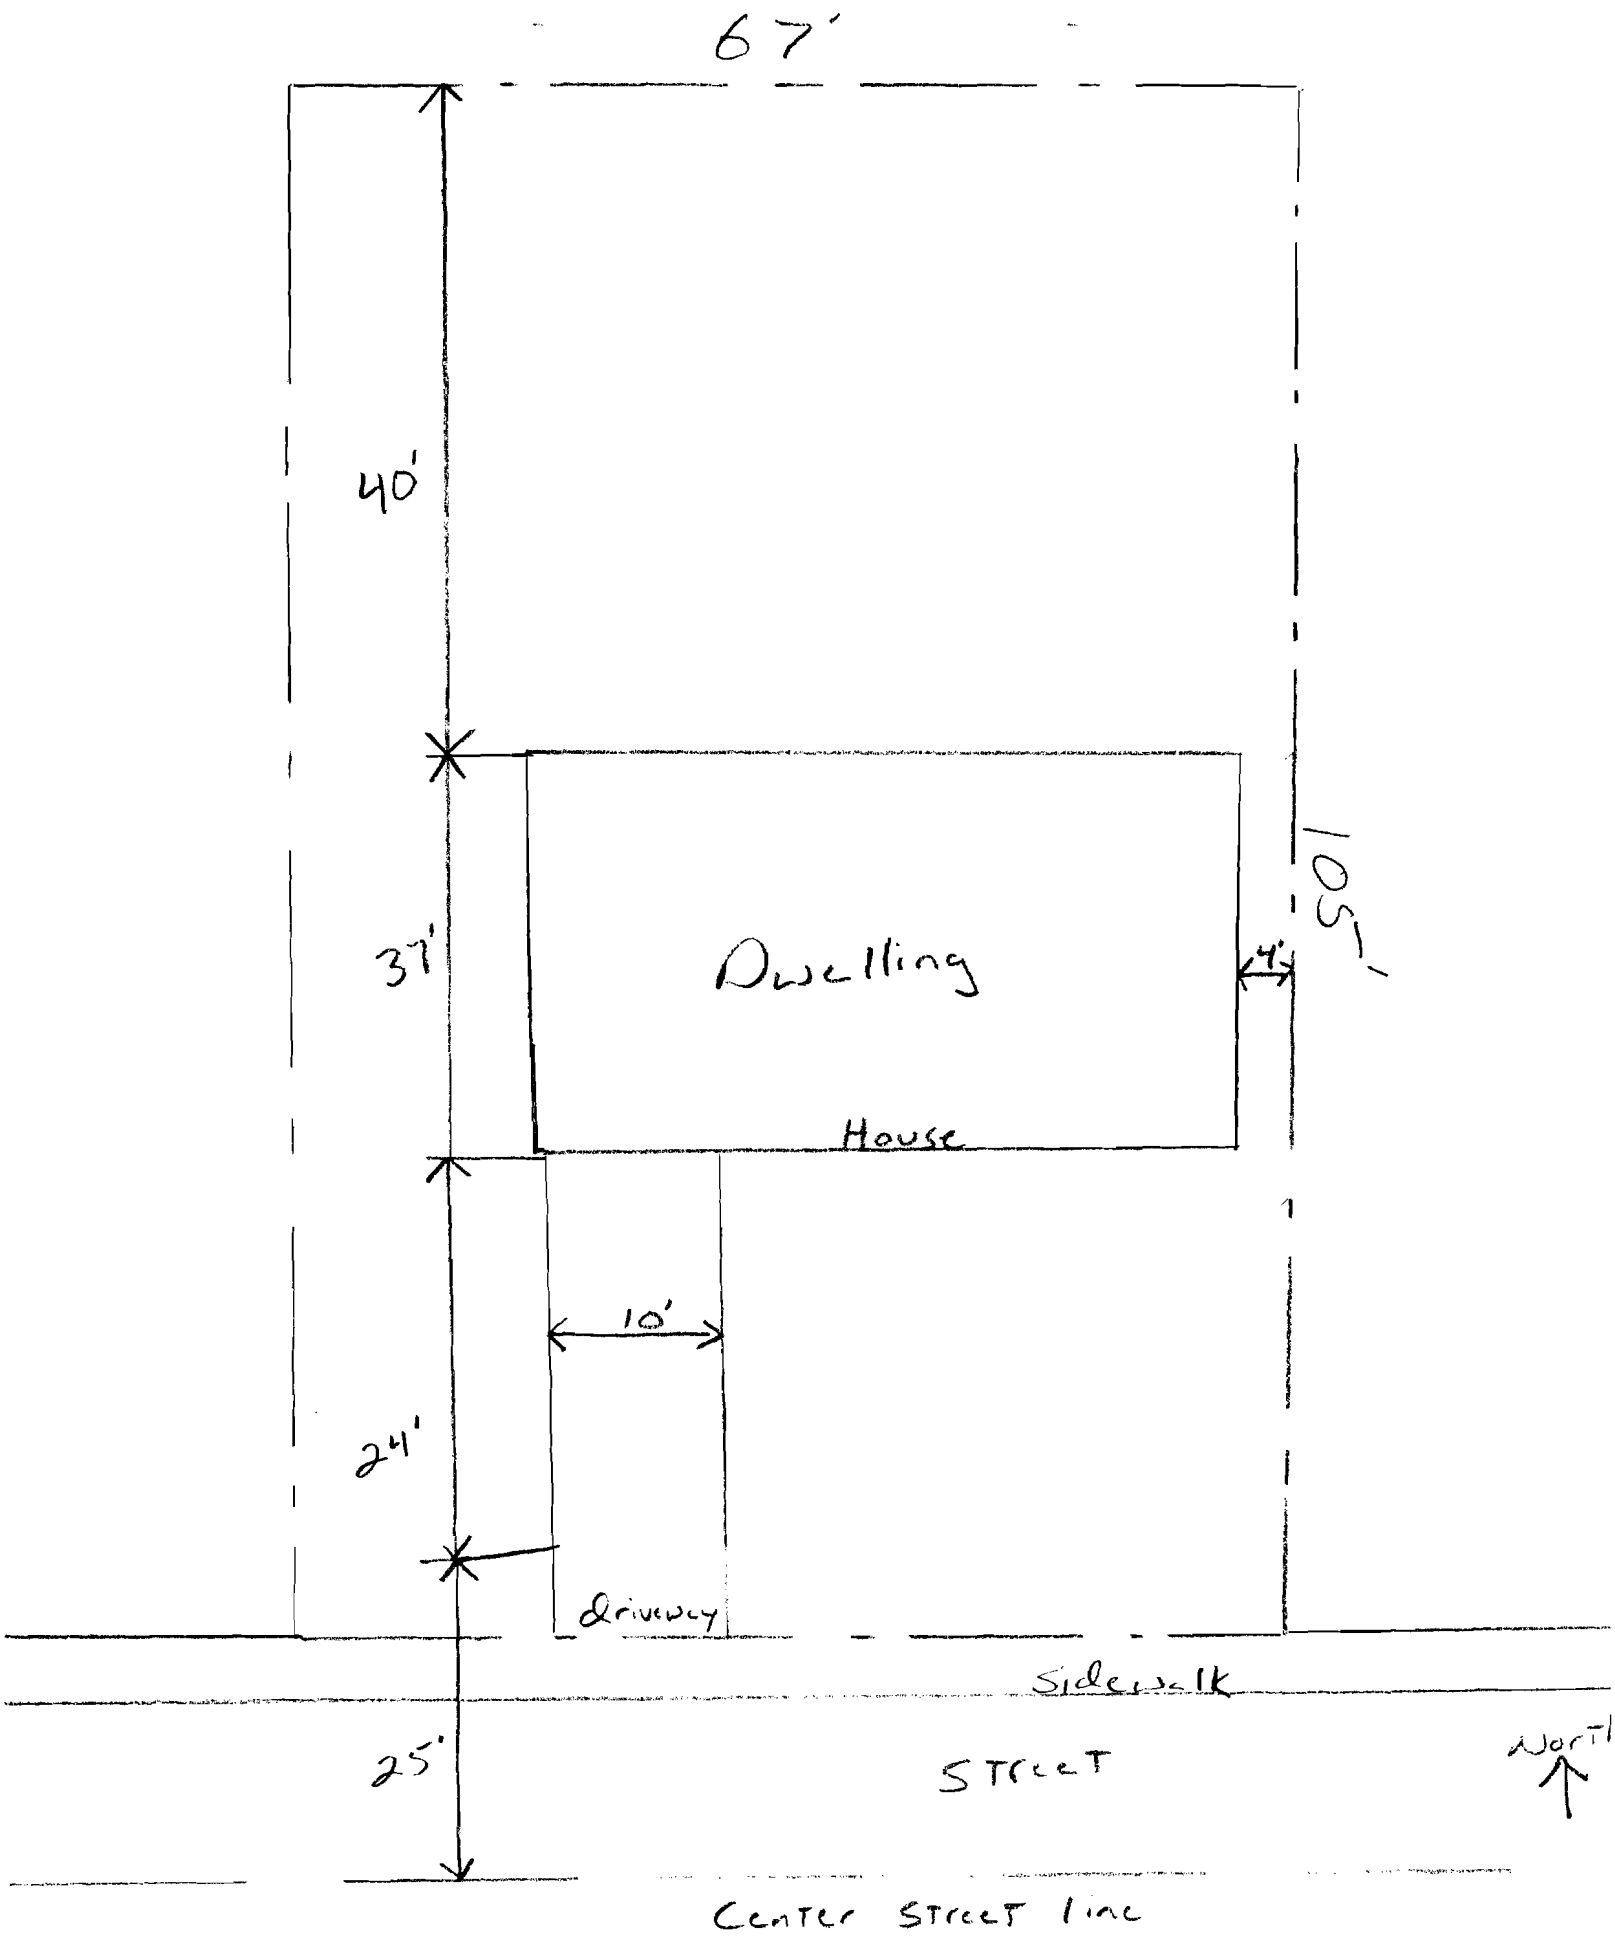 67'
40'
105'
37'
Dwelling
4'
House
10'
24'
driveway
Sidewalk
25'
Street
North
Center Street line